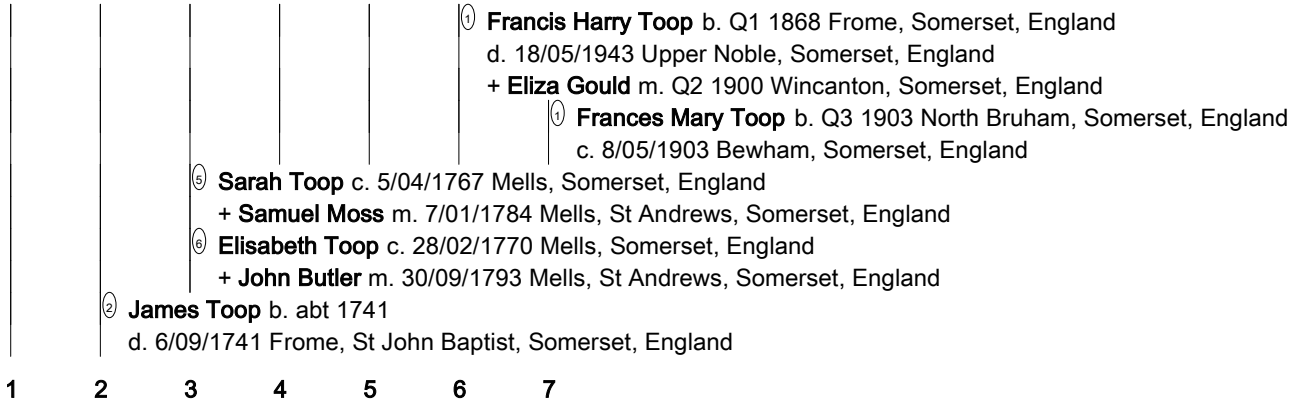 1 Francis Harry Toop b. Q1 1868 Frome, Somerset, England
d. 18/05/1943 Upper Noble, Somerset, England
+ Eliza Gould m. Q2 1900 Wincanton, Somerset, England
1 Frances Mary Toop b. Q3 1903 North Bruham, Somerset, England
c. 8/05/1903 Bewham, Somerset, England
5 Sarah Toop c. 5/04/1767 Mells, Somerset, England
+ Samuel Moss m. 7/01/1784 Mells, St Andrews, Somerset, England
6 Elisabeth Toop c. 28/02/1770 Mells, Somerset, England
+ John Butler m. 30/09/1793 Mells, St Andrews, Somerset, England
2 James Toop b. abt 1741
d. 6/09/1741 Frome, St John Baptist, Somerset, England
1 2 3 4 5 6 7